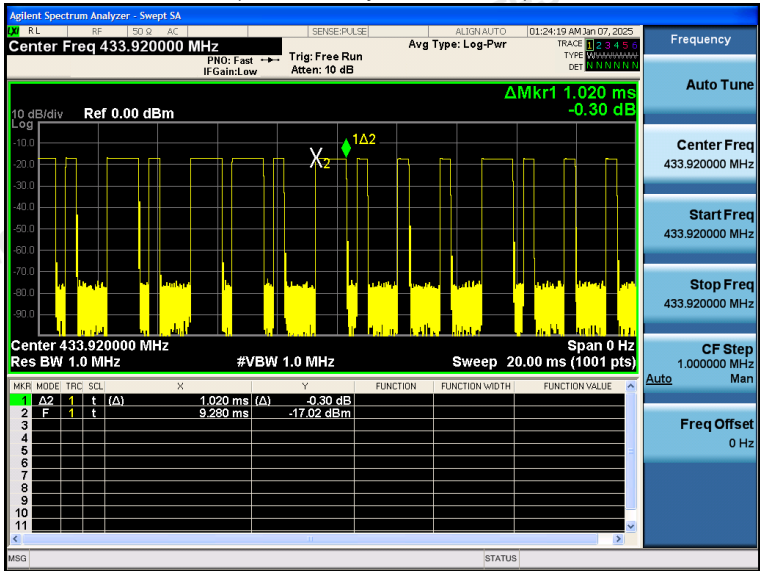 Agilent Spectrum Analyzer - Swept SA
LXI RL RF 50 Ω AC SENSE:PULSE ALIGN AUTO 01:24:19 AM Jan 07, 2025
Center Freq 433.920000 MHz
PNO: Fast
IFGain:Low
Trig: Free Run
Atten: 10 dB
Avg Type: Log-Pwr
TRACE 1 2 3 4 5 6
TYPE
DET N N N N N N
ΔMkr1 1.020 ms
-0.30 dB
10 dB/div Ref 0.00 dBm
Log
-10.0
-20.0
-30.0
-40.0
-50.0
-60.0
-70.0
-80.0
-90.0
1Δ2
X2
Center 433.920000 MHz Span 0 Hz
Res BW 1.0 MHz #VBW 1.0 MHz Sweep 20.00 ms (1001 pts)
MKR MODE TRC SCL X Y FUNCTION FUNCTION WIDTH FUNCTION VALUE
1 Δ2 1 t (Δ) 1.020 ms (Δ) -0.30 dB
2 F 1 t 9.280 ms -17.02 dBm
3
4
5
6
7
8
9
10
11
MSG STATUS
Frequency
Auto Tune
Center Freq
433.920000 MHz
Start Freq
433.920000 MHz
Stop Freq
433.920000 MHz
CF Step
1.000000 MHz
Auto Man
Freq Offset
0 Hz